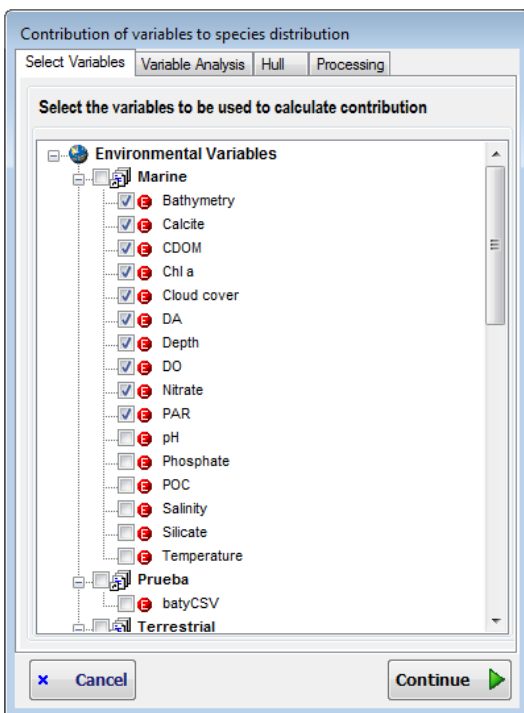 Contribution of variables to species distribution
Select Variables Variable Analysis Hull Processing
Select the variables to be used to calculate contribution
Environmental Variables
Marine
Bathymetry
Calcite
CDOM
Chl a
Cloud cover
DA
Depth
DO
Nitrate
PAR
pH
Phosphate
POC
Salinity
Silicate
Temperature
Prueba
batyCSV
Terrestrial
Cancel Continue